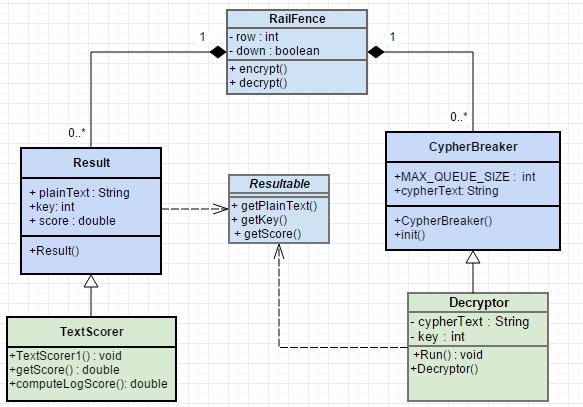 RailFence
- row : int
- down : boolean
+ encrypt()
+ decrypt()
1
1
0..*
0..*
Result
+ plainText : String
+key: int
+ score : double
+Result()
Resultable
+ getPlainText()
+ getKey()
+ getScore()
CypherBreaker
+MAX_QUEUE_SIZE : int
+cypherText: String
+CypherBreaker()
+init()
TextScorer
+TextScorer1() : void
+getScore() : double
+computeLogScore(): double
Decryptor
- cypherText : String
- key : int
+Run() : void
+Decryptor()